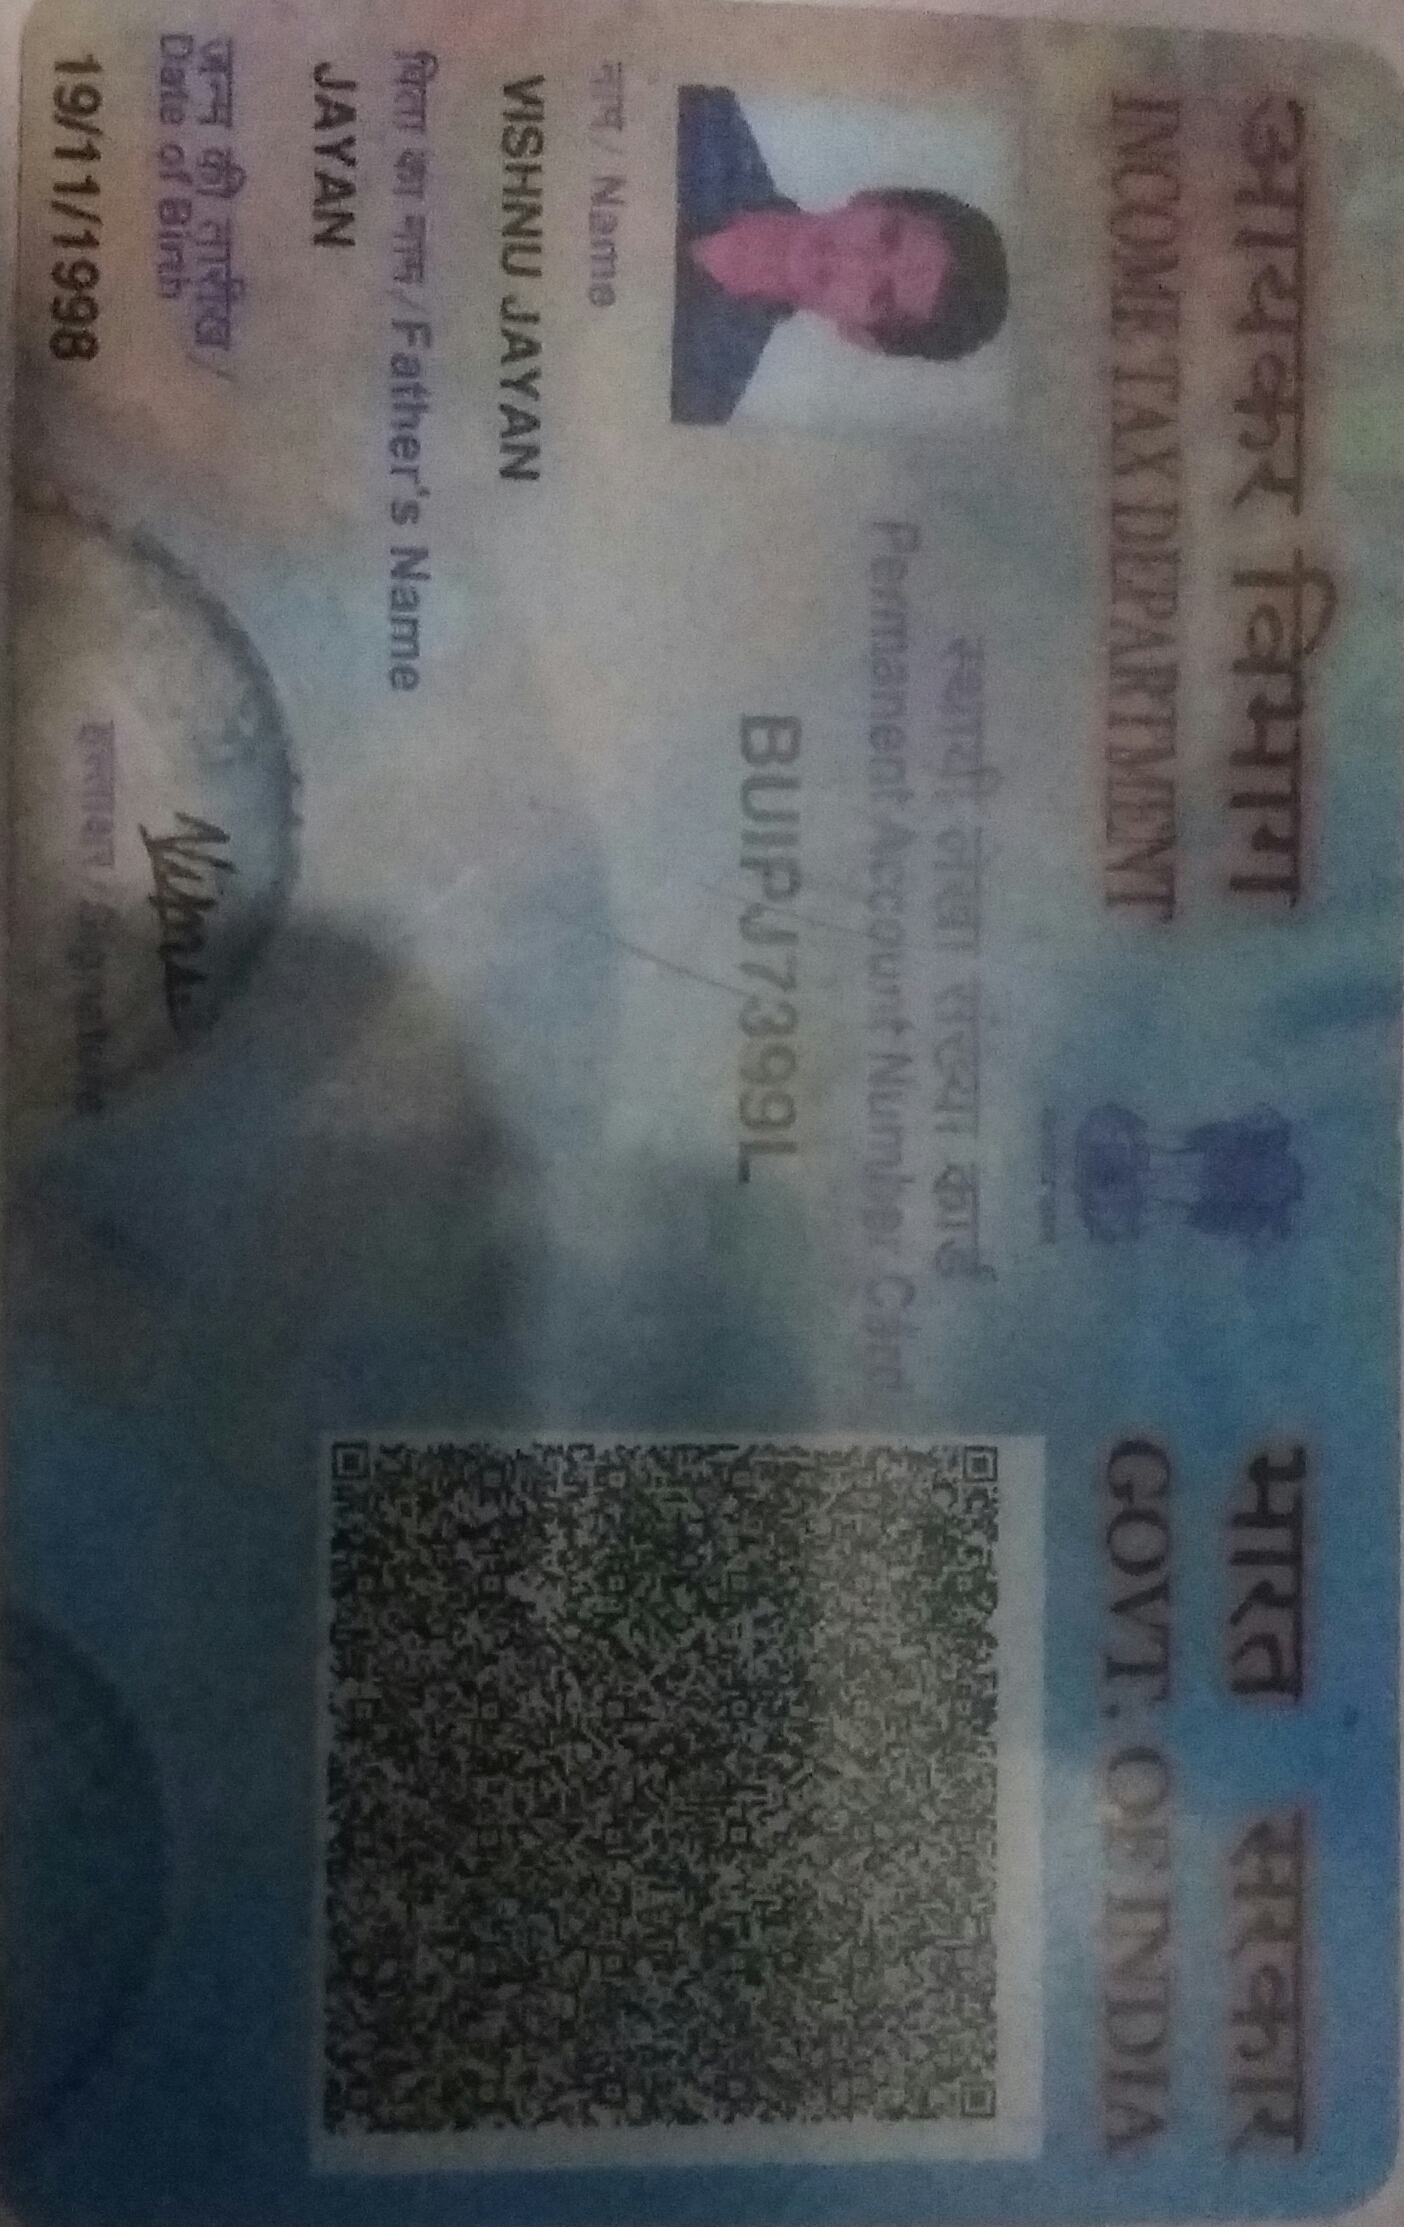 आयकर विभाग
INCOME TAX DEPARTMENT
भारत सरकार
GOVT. OF INDIA
स्थायी लेखा संख्या कार्ड
Permanent Account Number Card
BUIPJ7399L
नाम / Name
VISHNU JAYAN
पिता का नाम / Father's Name
JAYAN
जन्म की तारीख /
Date of Birth
19/11/1998
हस्ताक्षर / Signature